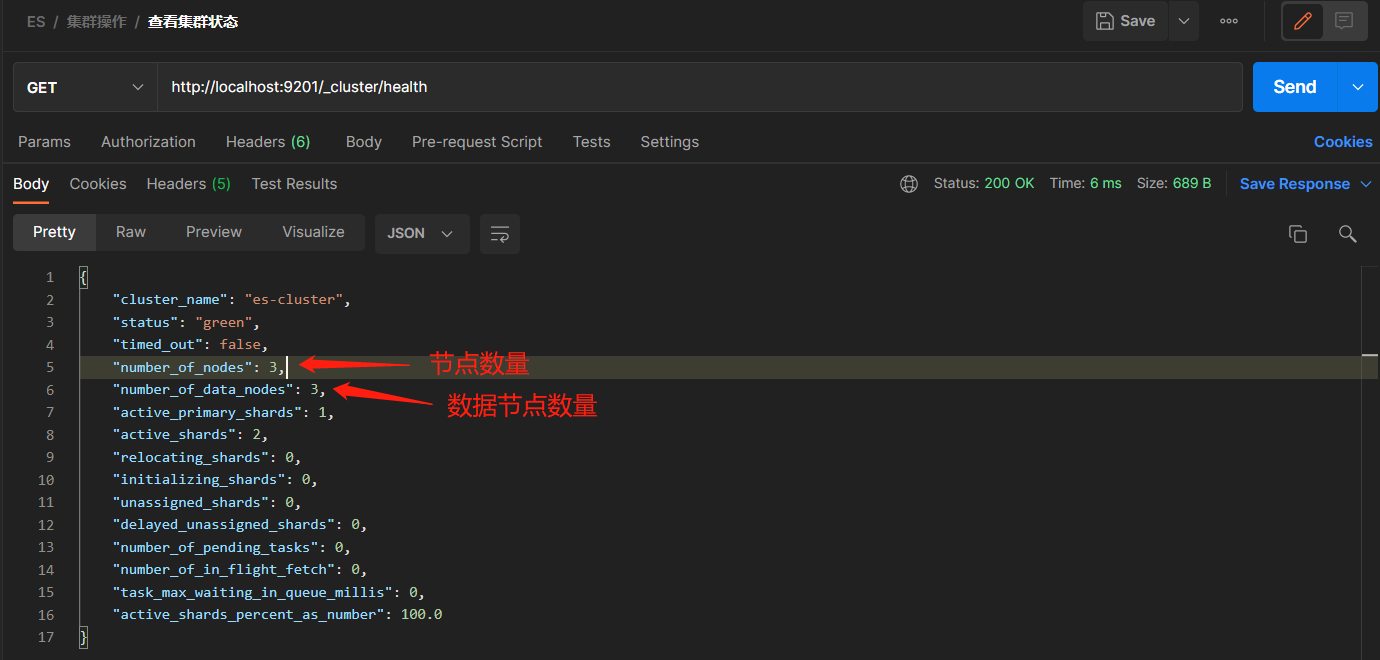 ES / 集群操作 / 查看集群状态
Save
GET
http://localhost:9201/_cluster/health
Send
Params Authorization Headers (6) Body Pre-request Script Tests Settings
Cookies
Body Cookies Headers (5) Test Results
Status: 200 OK Time: 6 ms Size: 689 B Save Response
Pretty Raw Preview Visualize JSON
1 {
2 "cluster_name": "es-cluster",
3 "status": "green",
4 "timed_out": false,
5 "number_of_nodes": 3, 节点数量
6 "number_of_data_nodes": 3,
数据节点数量
7 "active_primary_shards": 1,
8 "active_shards": 2,
9 "relocating_shards": 0,
10 "initializing_shards": 0,
11 "unassigned_shards": 0,
12 "delayed_unassigned_shards": 0,
13 "number_of_pending_tasks": 0,
14 "number_of_in_flight_fetch": 0,
15 "task_max_waiting_in_queue_millis": 0,
16 "active_shards_percent_as_number": 100.0
17 }